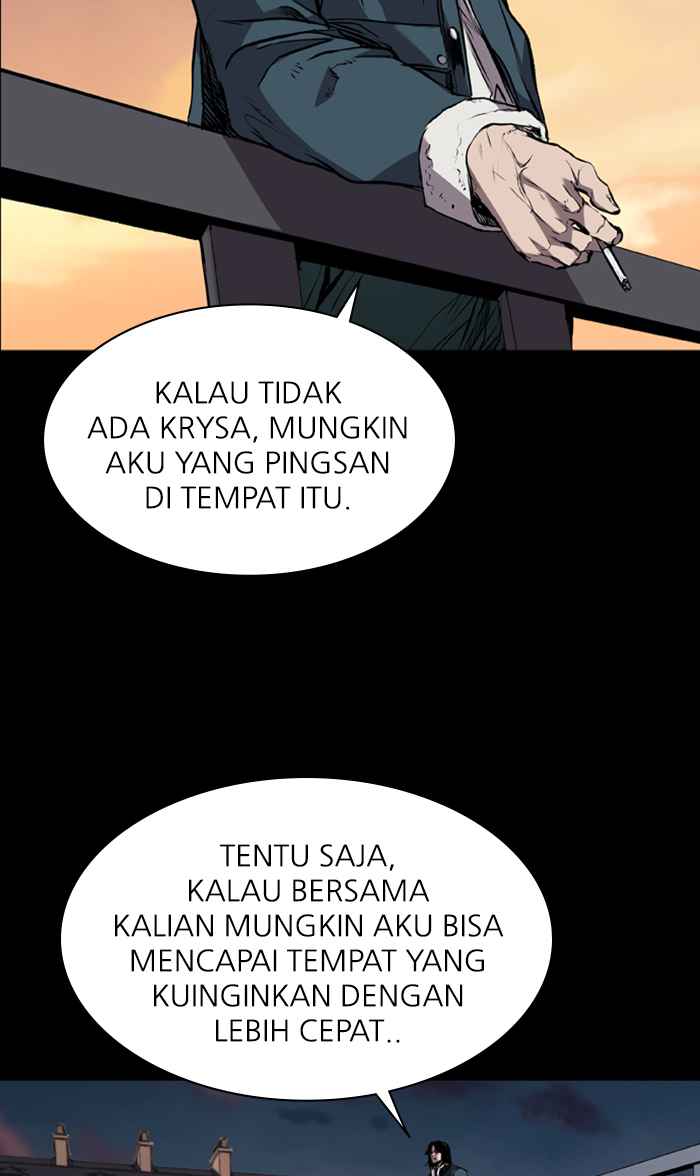 KALAU TIDAK
ADA KRYSA, MUNGKIN
AKU YANG PINGSAN
DI TEMPAT ITU.
TENTU SAJA,
KALAU BERSAMA
KALIAN MUNGKIN AKU BISA
MENCAPAI TEMPAT YANG
KUINGINKAN DENGAN
LEBIH CEPAT..